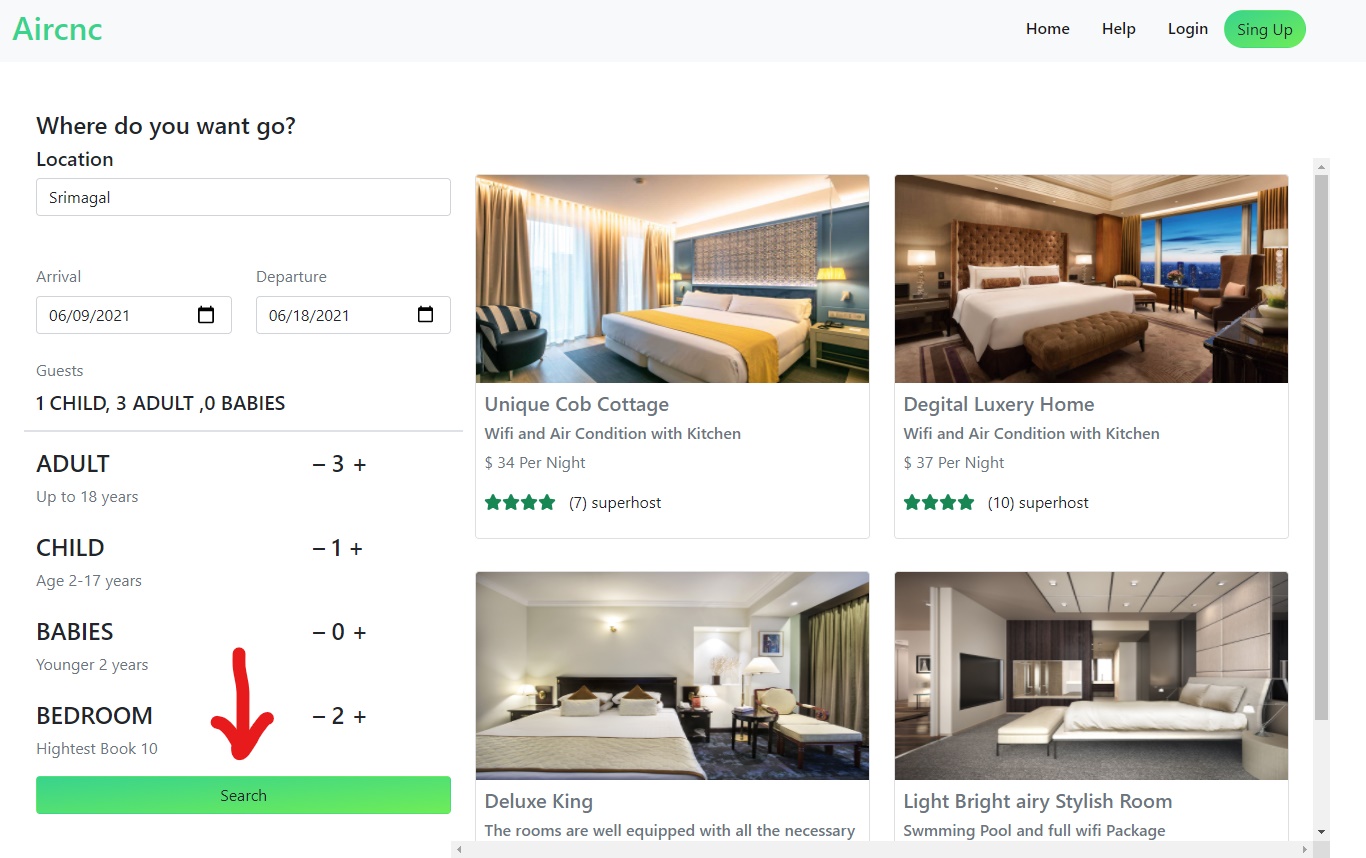 Aircnc
Home Help Login Sing Up
Where do you want go?
Location
Srimagal
Arrival Departure
06/09/2021 06/18/2021
Guests
1 CHILD, 3 ADULT ,0 BABIES
ADULT – 3 +
Up to 18 years
CHILD – 1 +
Age 2-17 years
BABIES – 0 +
Younger 2 years
BEDROOM – 2 +
Hightest Book 10
Search
Unique Cob Cottage
Wifi and Air Condition with Kitchen
$ 34 Per Night
(7) superhost
Degital Luxery Home
Wifi and Air Condition with Kitchen
$ 37 Per Night
(10) superhost
Deluxe King
The rooms are well equipped with all the necessary
Light Bright airy Stylish Room
Swmming Pool and full wifi Package